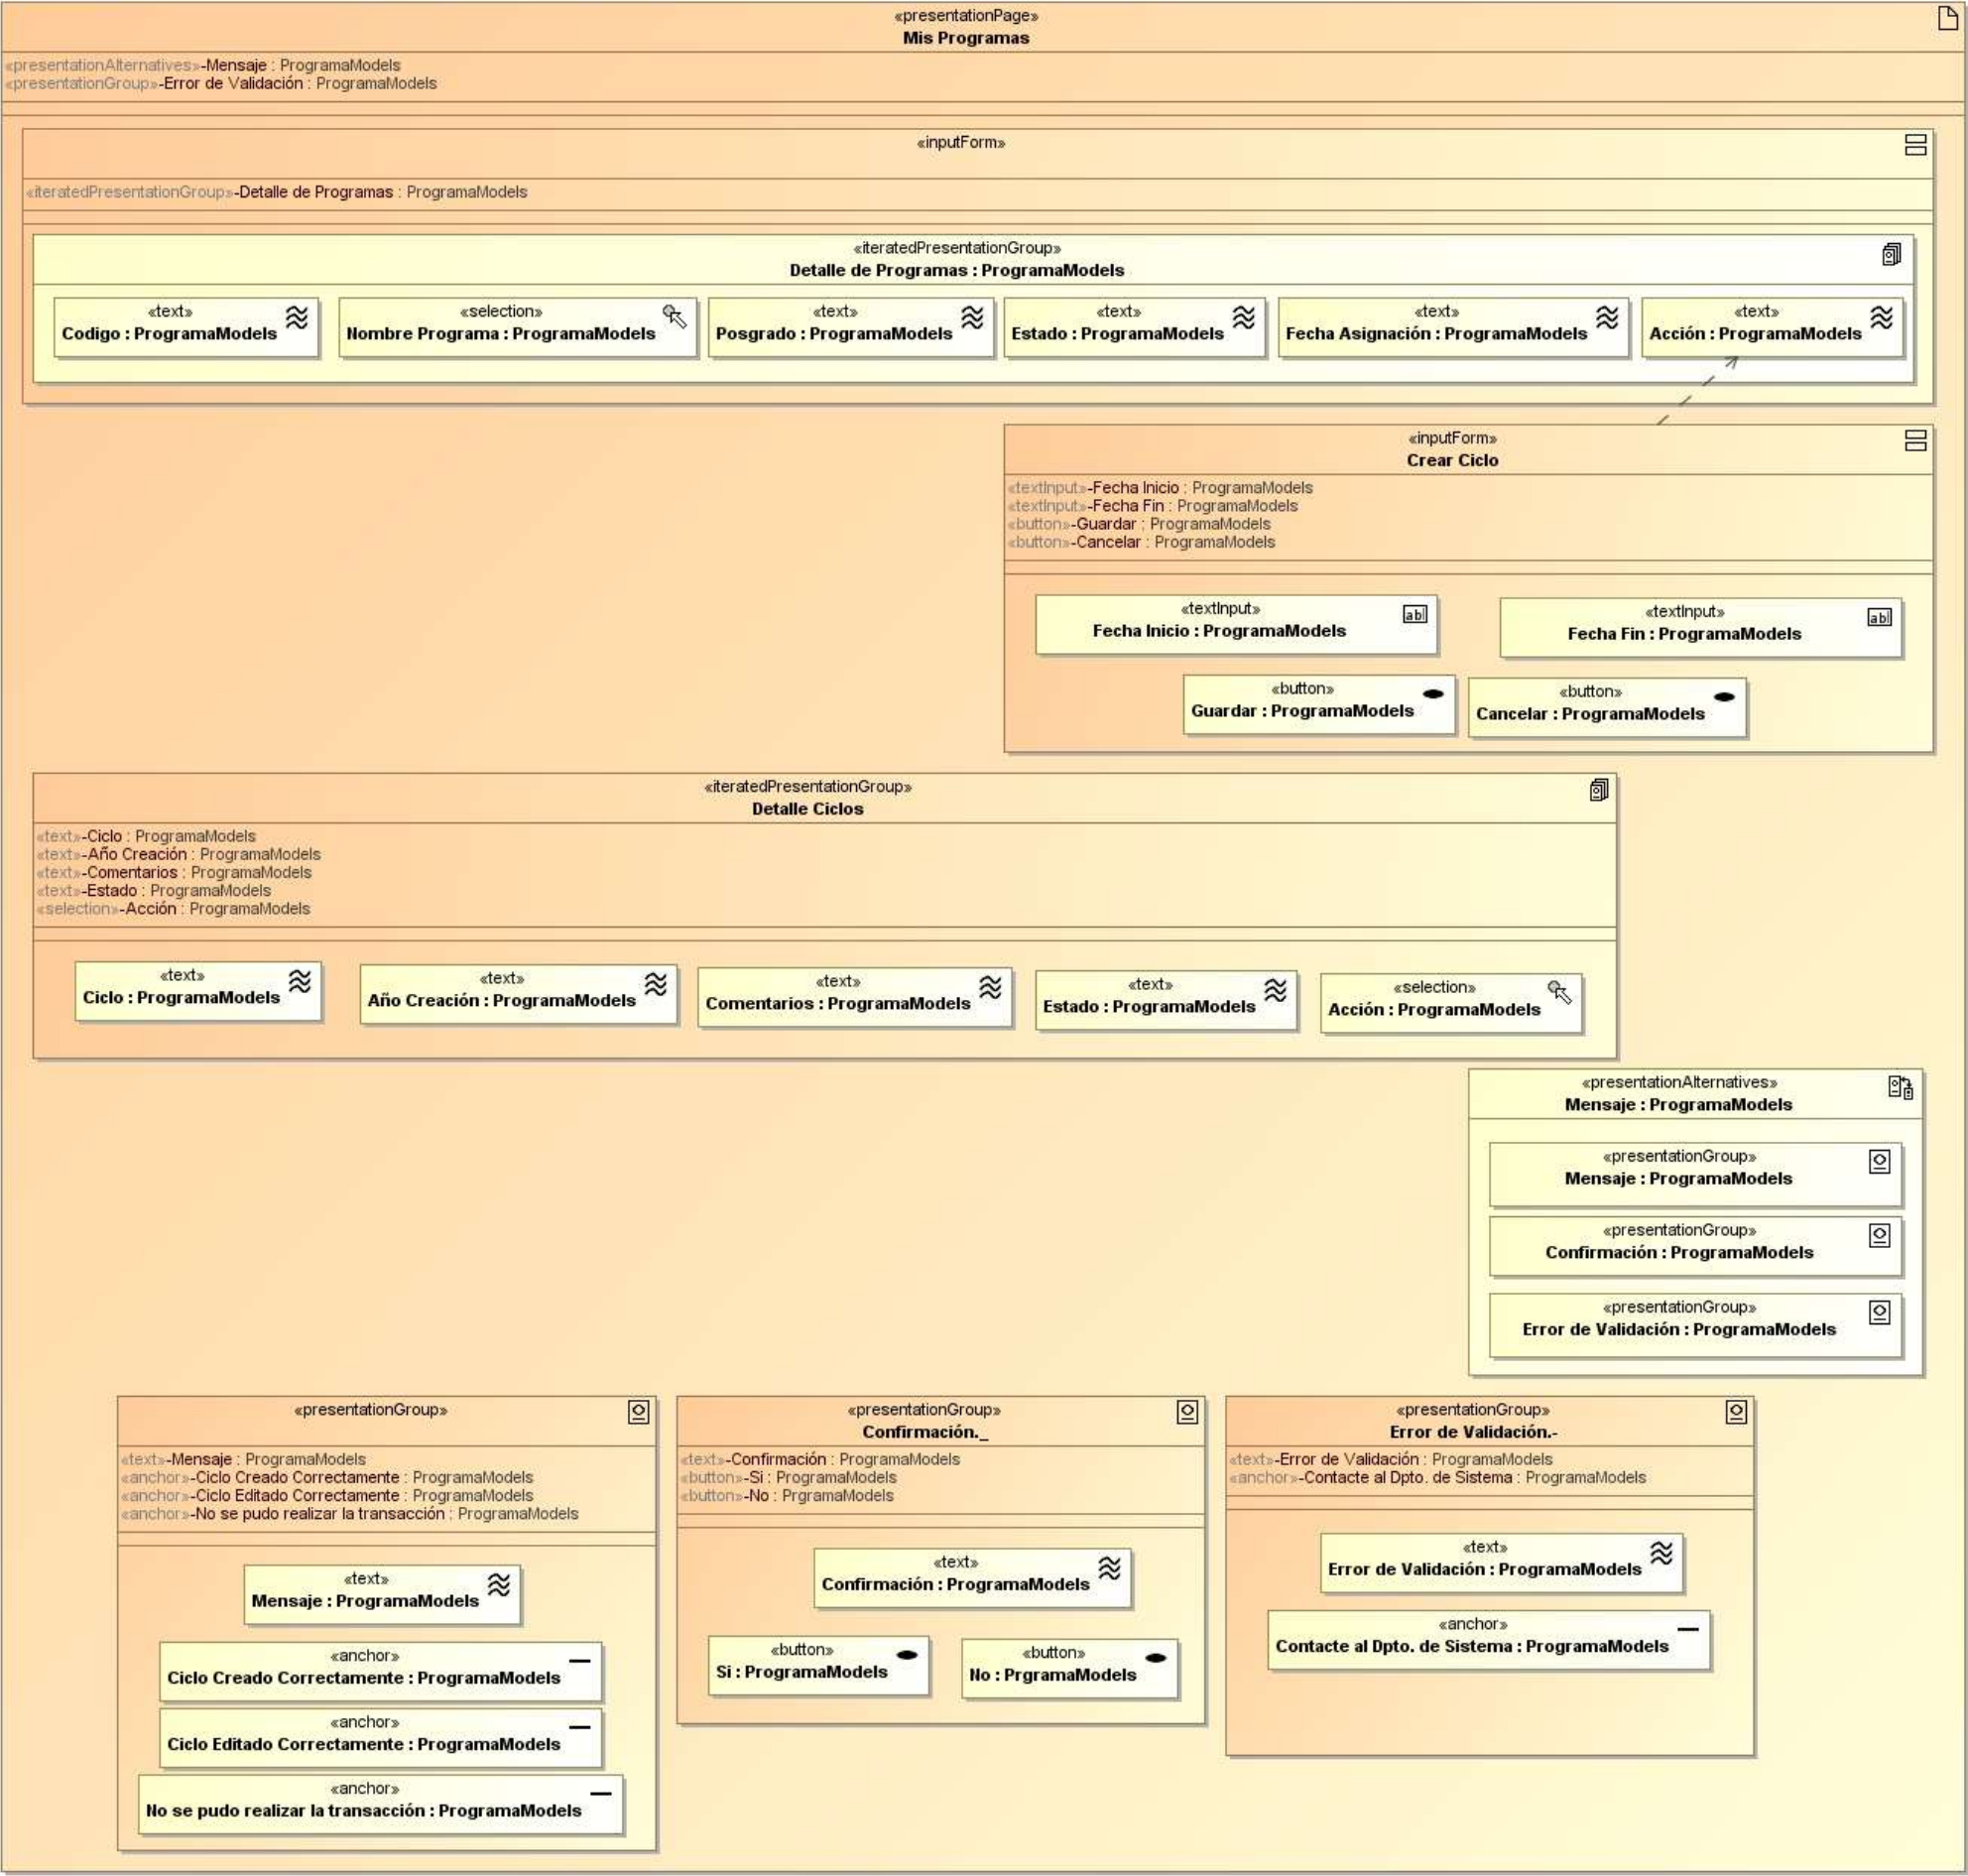 «presentationPage»
Mis Programas
«presentationAlternatives»-Mensaje : ProgramaModels
«presentationGroup»-Error de Validación : ProgramaModels
«inputForm»
«iteratedPresentationGroup»-Detalle de Programas : ProgramaModels
«iteratedPresentationGroup»
Detalle de Programas : ProgramaModels
«text»
Codigo : ProgramaModels
«selection»
Nombre Programa : ProgramaModels
«text»
Posgrado : ProgramaModels
«text»
Estado : ProgramaModels
«text»
Fecha Asignación : ProgramaModels
«text»
Acción : ProgramaModels
«inputForm»
Crear Ciclo
«textInput»-Fecha Inicio : ProgramaModels
«textInput»-Fecha Fin : ProgramaModels
«button»-Guardar : ProgramaModels
«button»-Cancelar : ProgramaModels
«textInput»
Fecha Inicio : ProgramaModels
ab|
«textInput»
Fecha Fin : ProgramaModels
ab|
«button»
Guardar : ProgramaModels
«button»
Cancelar : ProgramaModels
«iteratedPresentationGroup»
Detalle Ciclos
«text»-Ciclo : ProgramaModels
«text»-Año Creación : ProgramaModels
«text»-Comentarios : ProgramaModels
«text»-Estado : ProgramaModels
«selection»-Acción : ProgramaModels
«text»
Ciclo : ProgramaModels
«text»
Año Creación : ProgramaModels
«text»
Comentarios : ProgramaModels
«text»
Estado : ProgramaModels
«selection»
Acción : ProgramaModels
«presentationAlternatives»
Mensaje : ProgramaModels
«presentationGroup»
Mensaje : ProgramaModels
«presentationGroup»
Confirmación : ProgramaModels
«presentationGroup»
Error de Validación : ProgramaModels
«presentationGroup»
«text»-Mensaje : ProgramaModels
«anchor»-Ciclo Creado Correctamente : ProgramaModels
«anchor»-Ciclo Editado Correctamente : ProgramaModels
«anchor»-No se pudo realizar la transacción : ProgramaModels
«text»
Mensaje : ProgramaModels
«anchor»
Ciclo Creado Correctamente : ProgramaModels
«anchor»
Ciclo Editado Correctamente : ProgramaModels
«anchor»
No se pudo realizar la transacción : ProgramaModels
«presentationGroup»
Confirmación._
«text»-Confirmación : ProgramaModels
«button»-Si : ProgramaModels
«button»-No : PrgramaModels
«text»
Confirmación : ProgramaModels
«button»
Si : ProgramaModels
«button»
No : PrgramaModels
«presentationGroup»
Error de Validación.-
«text»-Error de Validación : ProgramaModels
«anchor»-Contacte al Dpto. de Sistema : ProgramaModels
«text»
Error de Validación : ProgramaModels
«anchor»
Contacte al Dpto. de Sistema : ProgramaModels